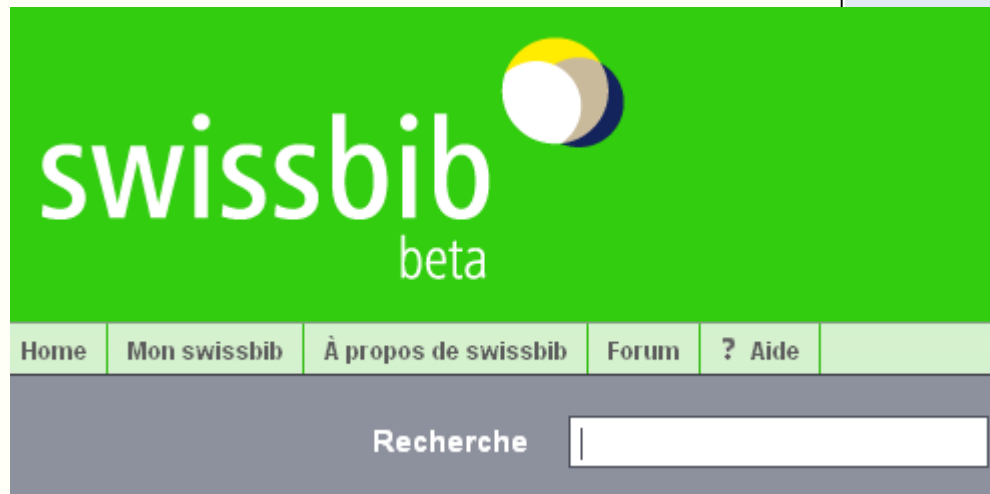 swissbib
beta
Home Mon swissbib À propos de swissbib Forum ? Aide
Recherche